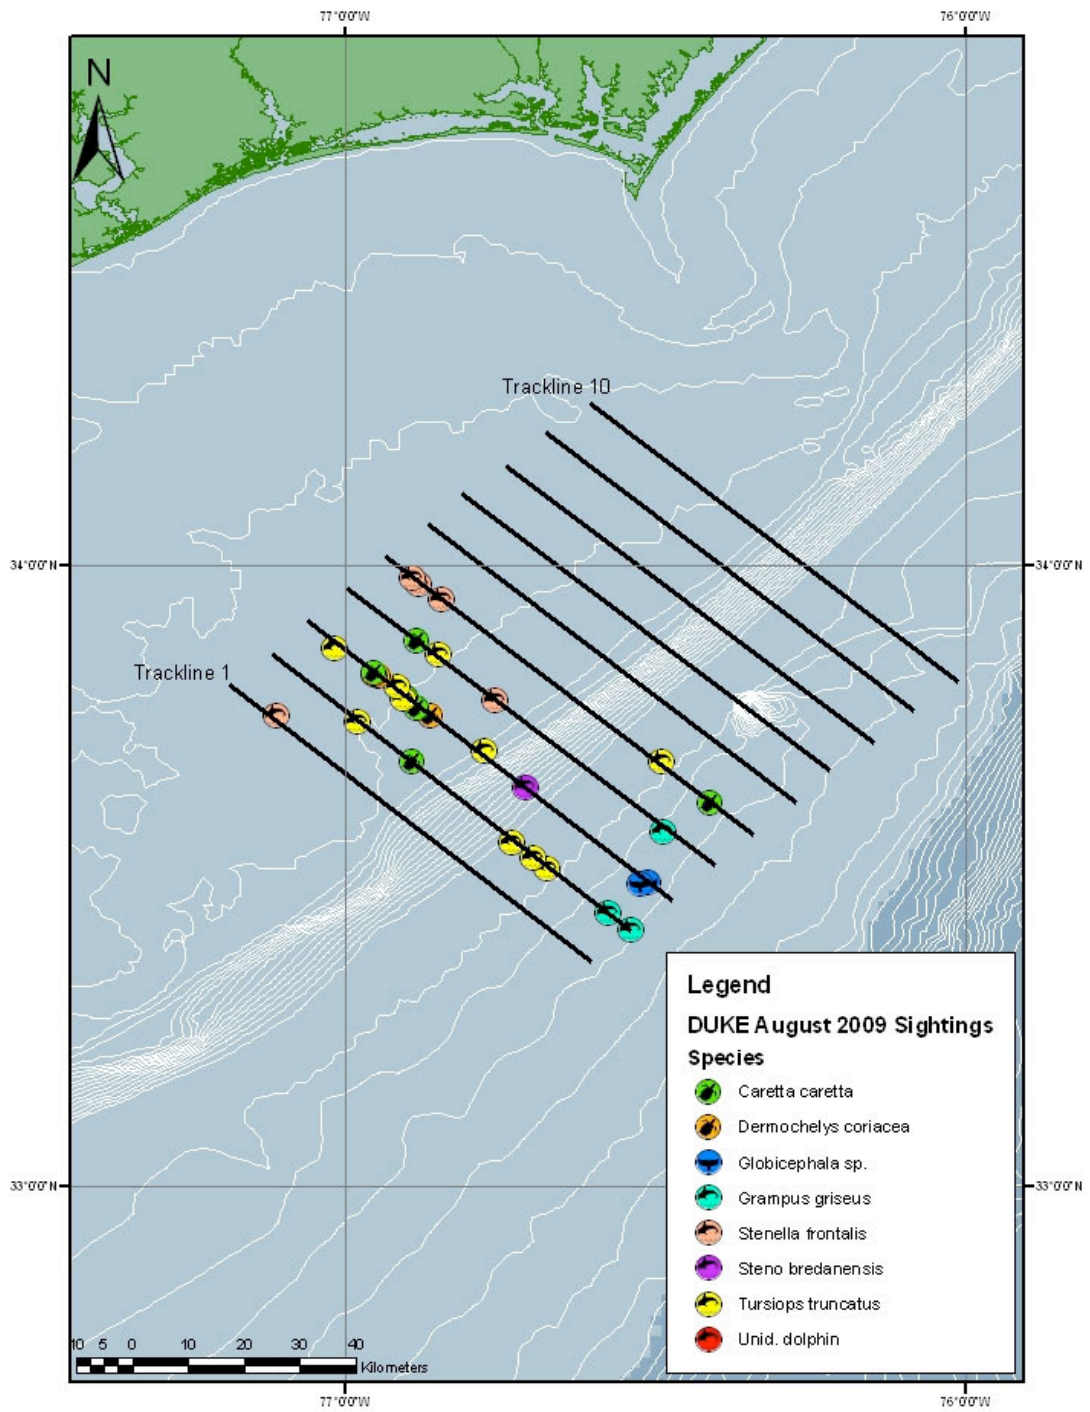 77°0'0"W 76°0'0"W
N
Trackline 10
34°0'0"N 34°0'0"N
Trackline 1
Legend
DUKE August 2009 Sightings
Species
Caretta caretta
Dermochelys coriacea
Globicephala sp.
Grampus griseus
Stenella frontalis
Steno bredanensis
Tursiops truncatus
Unid. dolphin
33°0'0"N 33°0'0"N
10 5 0 10 20 30 40
Kilometers
77°0'0"W 76°0'0"W